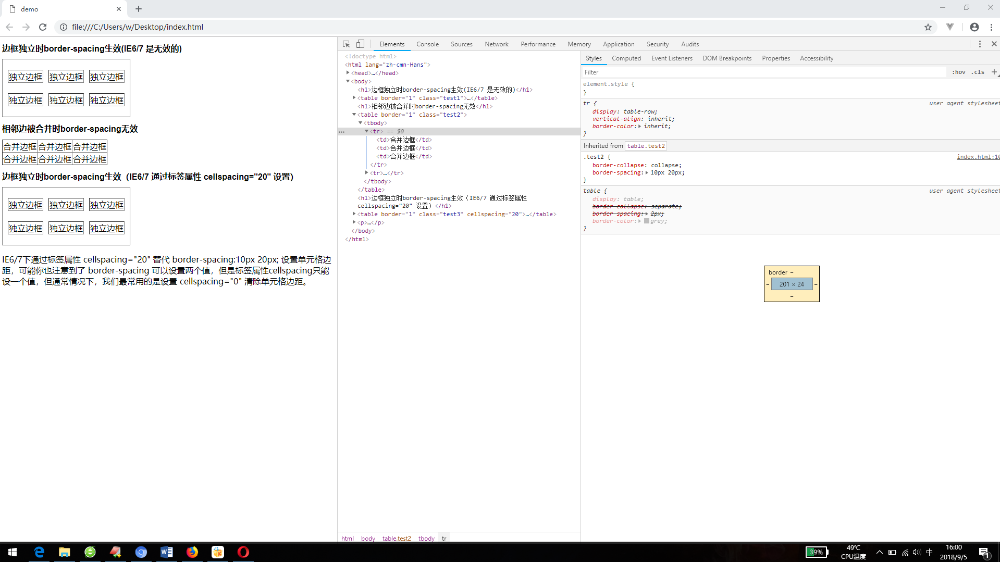 demo
file:///C:/Users/w/Desktop/index.html
边框独立时border-spacing生效(IE6/7 是无效的)
独立边框 独立边框 独立边框
独立边框 独立边框 独立边框
相邻边被合并时border-spacing无效
合并边框 合并边框 合并边框
合并边框 合并边框 合并边框
边框独立时border-spacing生效（IE6/7 通过标签属性 cellspacing="20" 设置）
独立边框 独立边框 独立边框
独立边框 独立边框 独立边框
IE6/7下通过标签属性 cellspacing="20" 替代 border-spacing:10px 20px; 设置单元格边
距，可能你也注意到了 border-spacing 可以设置两个值，但是标签属性cellspacing只能
设一个值，但通常情况下，我们最常用的是设置 cellspacing="0" 清除单元格边距。
Elements Console Sources Network Performance Memory Application Security Audits
<!doctype html>
<html lang="zh-cmn-Hans">
<head>…</head>
<body>
<h1>边框独立时border-spacing生效(IE6/7 是无效的)</h1>
<table border="1" class="test1">…</table>
<h1>相邻边被合并时border-spacing无效</h1>
<table border="1" class="test2">
<tbody>
… <tr> == $0
<td>合并边框</td>
<td>合并边框</td>
<td>合并边框</td>
</tr>
<tr>…</tr>
</tbody>
</table>
<h1>边框独立时border-spacing生效（IE6/7 通过标签属性
cellspacing="20" 设置）</h1>
<table border="1" class="test3" cellspacing="20">…</table>
<p>…</p>
</body>
</html>
html body table.test2 tbody tr
Styles Computed Event Listeners DOM Breakpoints Properties Accessibility
Filter :hov .cls +
element.style {
}
tr { user agent stylesheet
display: table-row;
vertical-align: inherit;
border-color: inherit;
}
Inherited from table.test2
.test2 { index.html:10
border-collapse: collapse;
border-spacing: 10px 20px;
}
table { user agent stylesheet
display: table;
border-collapse: separate;
border-spacing: 2px;
border-color: grey;
}
border –
– 201 × 24 –
–
39%
49℃
CPU温度
中
16:00
2018/9/5
1